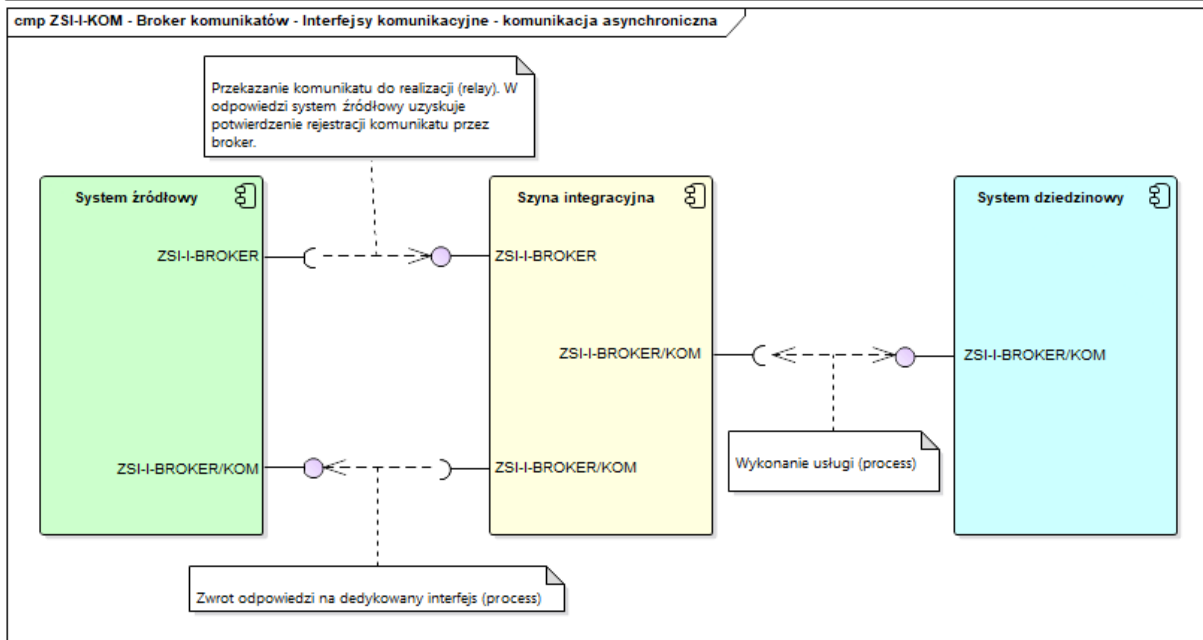 cmp ZSI-I-KOM - Broker komunikatów - Interfejsy komunikacyjne - komunikacja asynchroniczna
Przekazanie komunikatu do realizacji (relay). W
odpowiedzi system źródłowy uzyskuje
potwierdzenie rejestracji komunikatu przez
broker.
System źródłowy
Szyna integracyjna
System dziedzinowy
ZSI-I-BROKER
ZSI-I-BROKER
ZSI-I-BROKER/KOM
ZSI-I-BROKER/KOM
ZSI-I-BROKER/KOM
ZSI-I-BROKER/KOM
Wykonanie usługi (process)
Zwrot odpowiedzi na dedykowany interfejs (process)